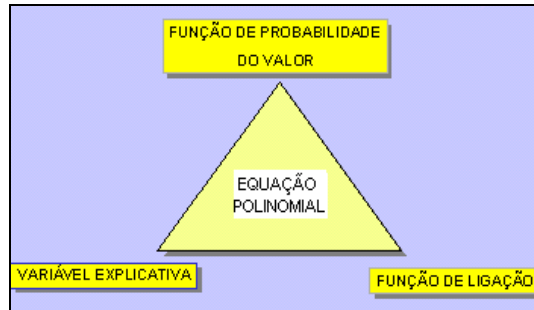 FUNÇÃO DE PROBABILIDADE
DO VALOR
EQUAÇÃO
POLINOMIAL
VARIÁVEL EXPLICATIVA
FUNÇÃO DE LIGAÇÃO